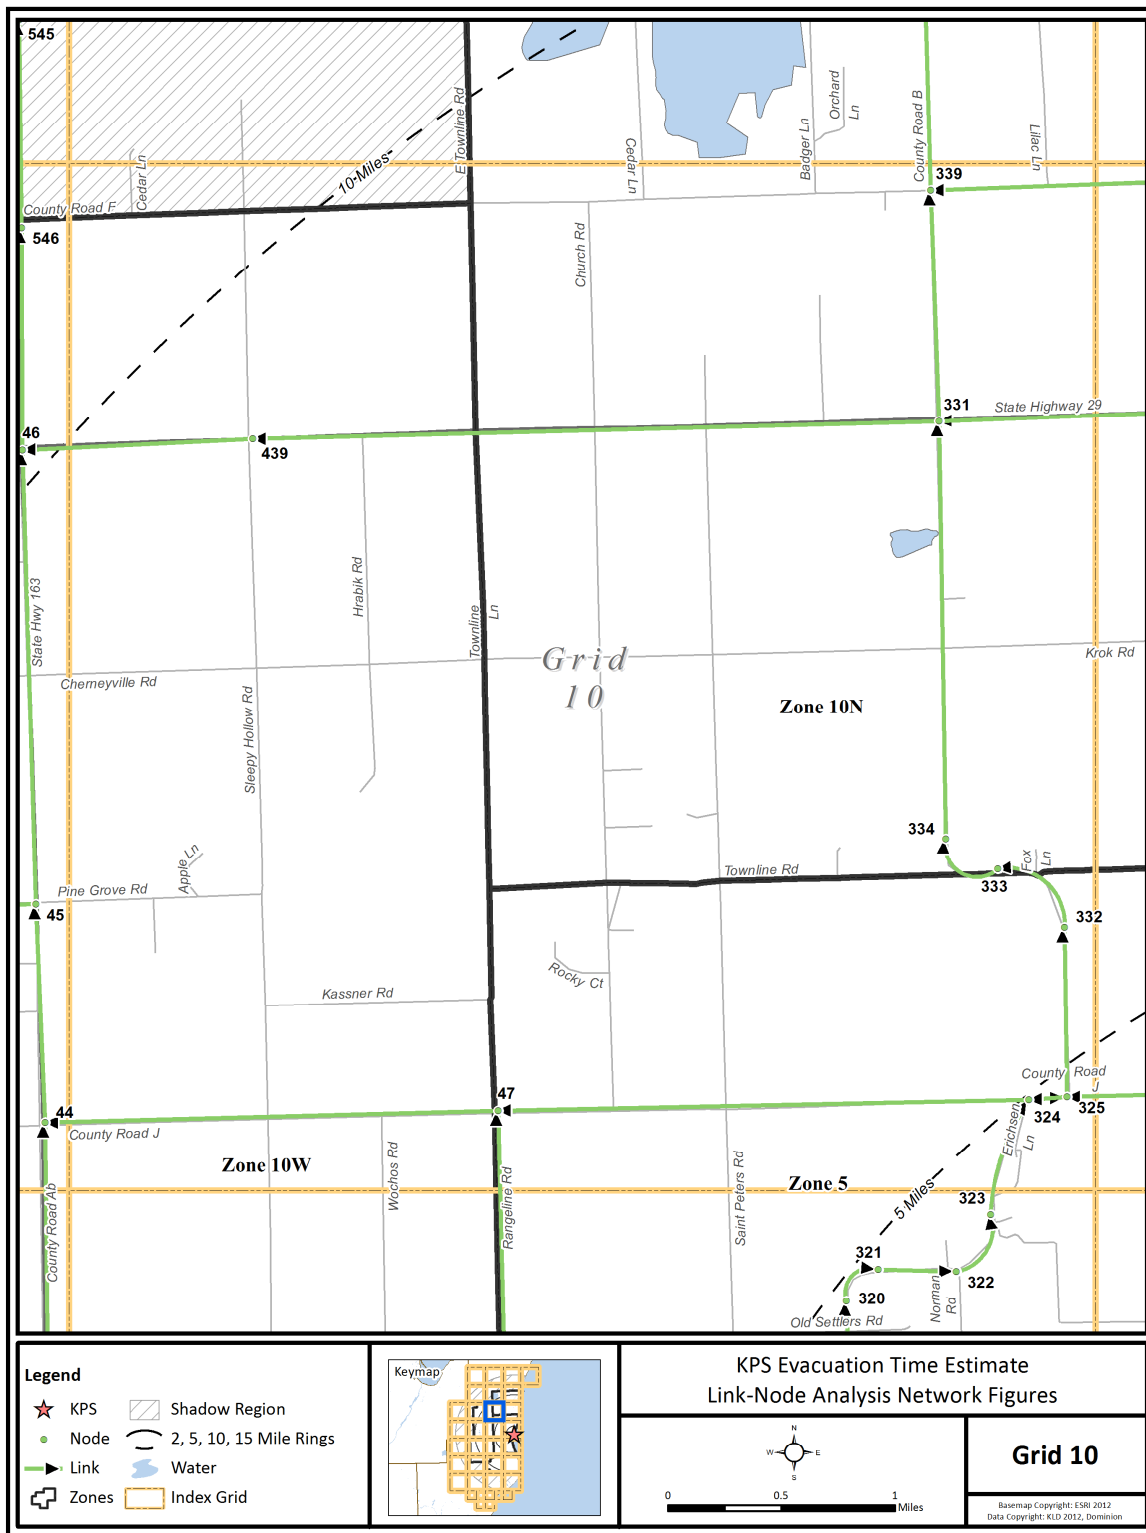 545
E Townline Rd
Cedar Ln
Badger Ln
Orchard
Ln
County Road B
Lilac Ln
Cedar Ln
10 Miles
339
County Road F
546
Church Rd
46
439
331
State Highway 29
State Hwy 163
Hrabik Rd
Townline
Ln
Grid
10
Krok Rd
Cherneyville Rd
Sleepy Hollow Rd
Zone 10N
334
Apple Ln
Pine Grove Rd
Townline Rd
333
Fox
Ln
45
332
Rocky Ct
Kassner Rd
County Road
J
47
44
324
325
County Road J
Erichsen
Ln
Zone 10W
Wochos Rd
Rangeline Rd
Saint Peters Rd
Zone 5
5 Miles
County Road Ab
323
321
322
320
Norman
Rd
Old Settlers Rd
Legend
KPS
Shadow Region
Node
2, 5, 10, 15 Mile Rings
Link
Water
Zones
Index Grid
Keymap
KPS Evacuation Time Estimate
Link-Node Analysis Network Figures
N
W
E
S
0
0.5
1
Miles
Grid 10
Basemap Copyright: ESRI 2012
Data Copyright: KLD 2012, Dominion